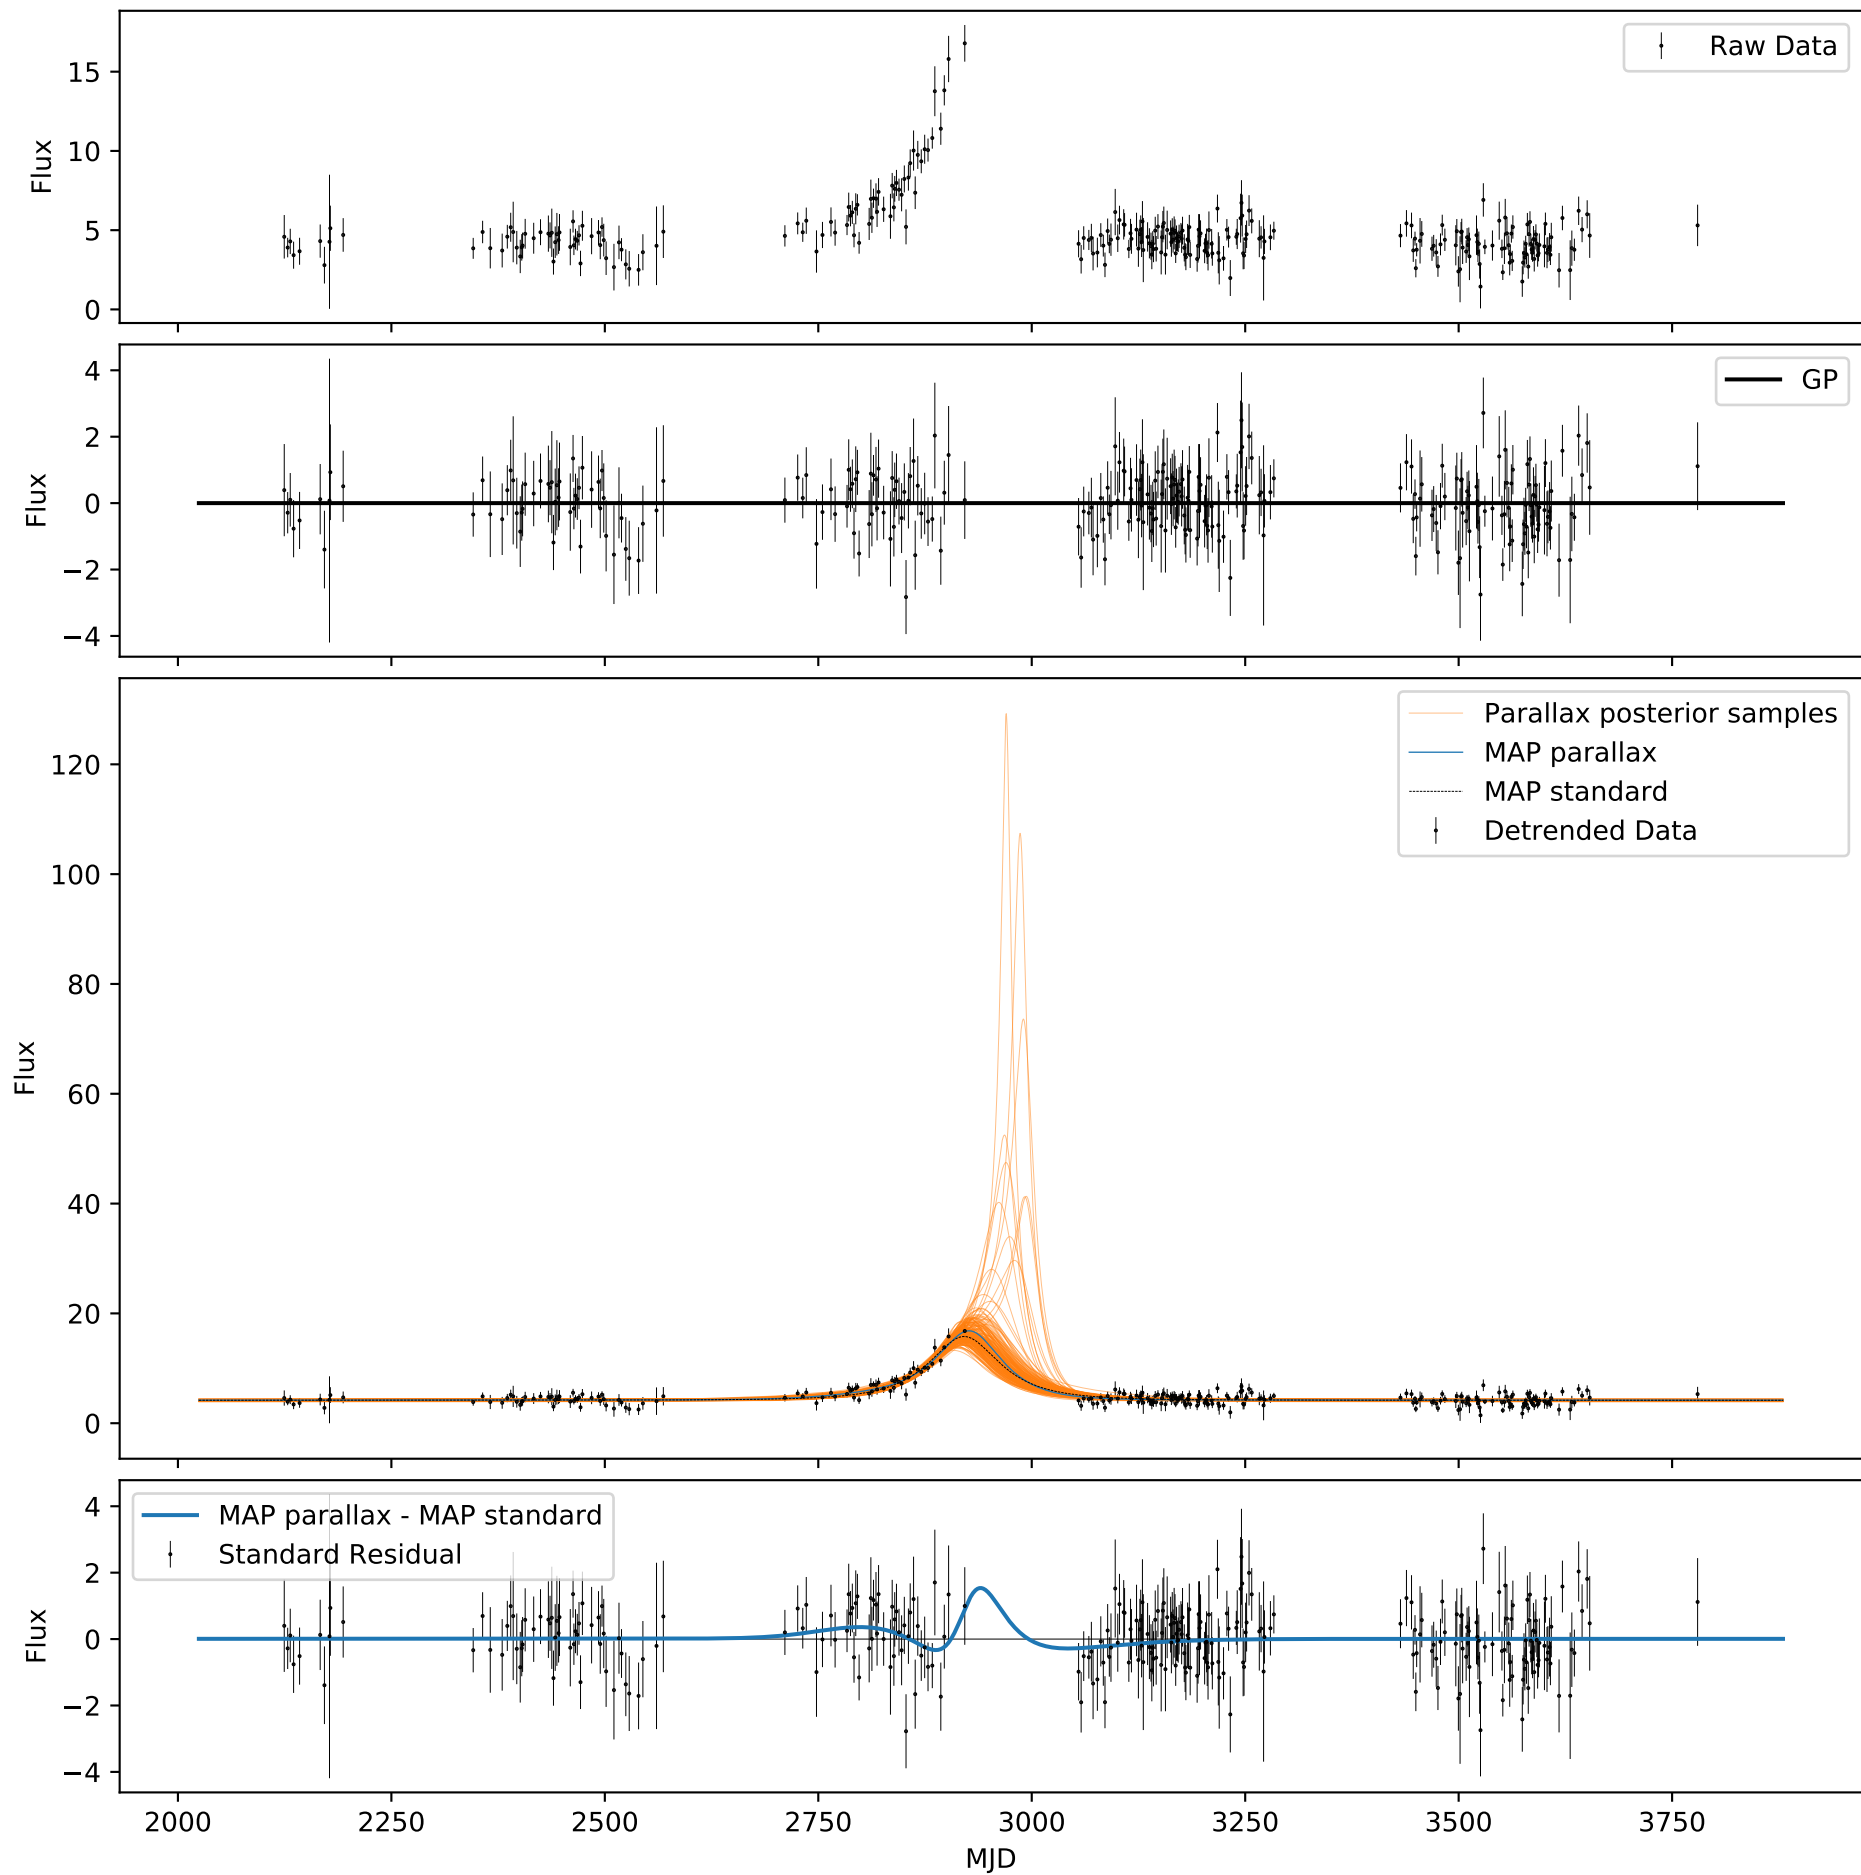 Raw Data
15
10
5
0
Flux
GP
4
2
0
−2
−4
Flux
Parallax posterior samples
MAP parallax
MAP standard
Detrended Data
120
100
80
60
40
20
0
Flux
MAP parallax - MAP standard
Standard Residual
4
2
0
−2
−4
Flux
2000 2250 2500 2750 3000 3250 3500 3750
MJD